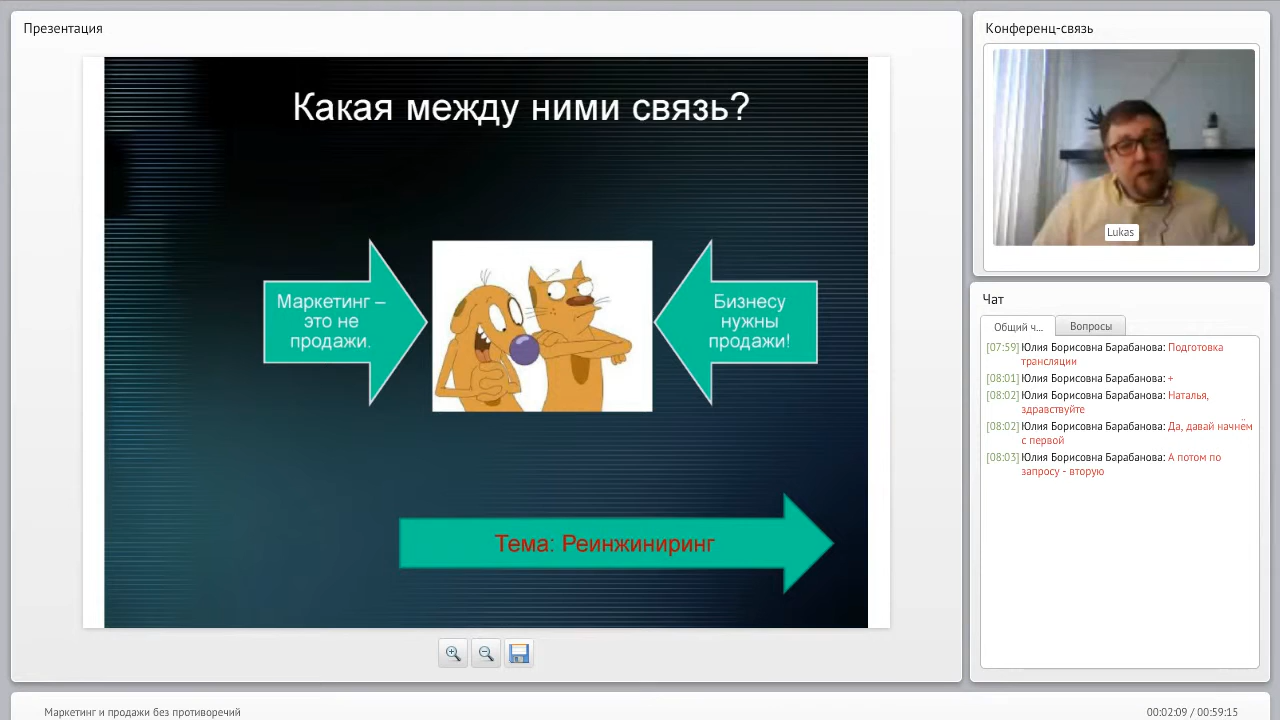 Презентация
Какая между ними связь?
Маркетинг –
это не
продажи.
Бизнесу
нужны
продажи!
Тема: Реинжиниринг
Конференц-связь
Lukas
Чат
Общий ч...
Вопросы
[07:59] Юлия Борисовна Барабанова: Подготовка
трансляции
[08:01] Юлия Борисовна Барабанова: +
[08:02] Юлия Борисовна Барабанова: Наталья,
здравствуйте
[08:02] Юлия Борисовна Барабанова: Да, давай начнём
с первой
[08:03] Юлия Борисовна Барабанова: А потом по
запросу - вторую
Маркетинг и продажи без противоречий
00:02:09 / 00:59:15